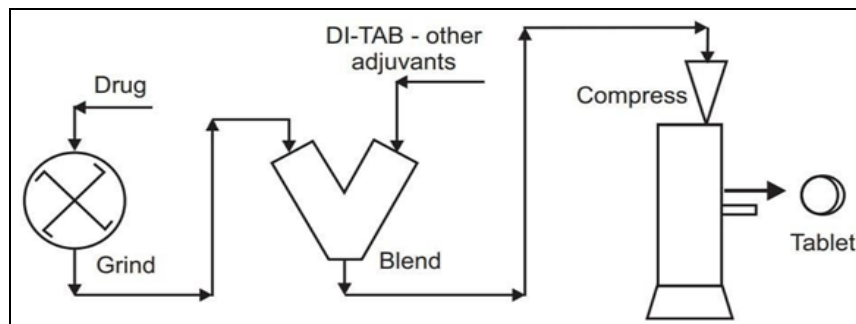 Drug
DI-TAB - other
adjuvants
Compress
Grind
Blend
Tablet